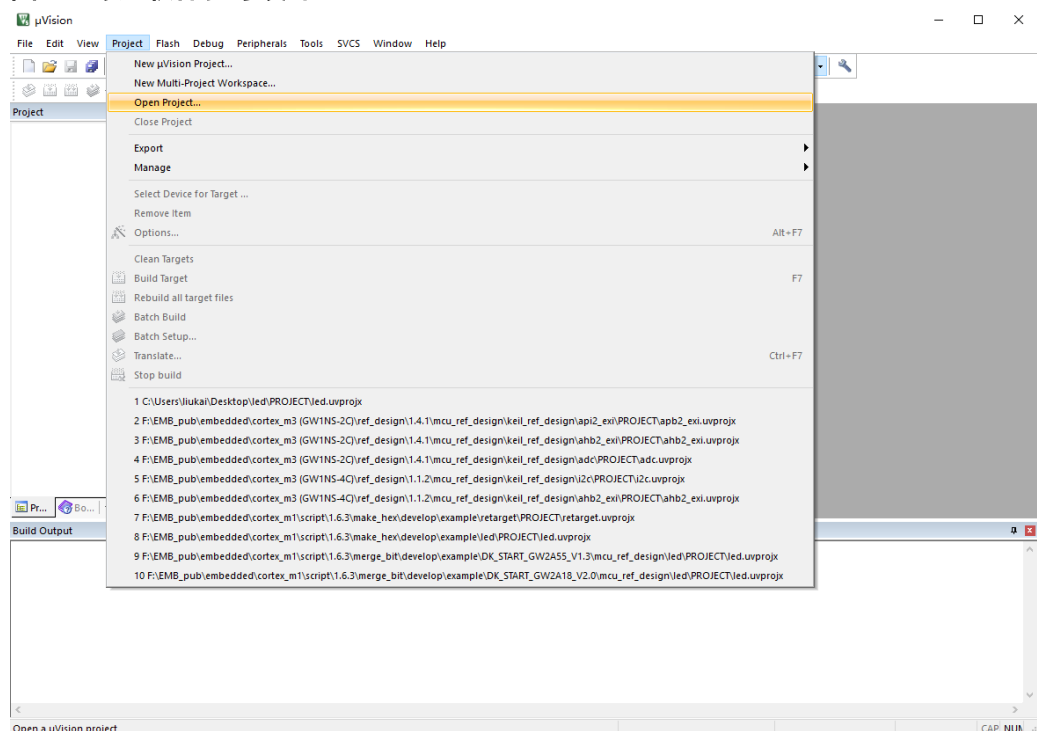 µVision
File Edit View Project Flash Debug Peripherals Tools SVCS Window Help
New µVision Project...
New Multi-Project Workspace...
Open Project...
Close Project
Export
Manage
Select Device for Target ...
Remove Item
Options... Alt+F7
Clean Targets
Build Target F7
Rebuild all target files
Batch Build
Batch Setup...
Translate... Ctrl+F7
Stop build
1 C:\Users\liukai\Desktop\led\PROJECT\led.uvprojx
2 F:\EMB_pub\embedded\cortex_m3 (GW1NS-2C)\ref_design\1.4.1\mcu_ref_design\keil_ref_design\api2_exi\PROJECT\apb2_exi.uvprojx
3 F:\EMB_pub\embedded\cortex_m3 (GW1NS-2C)\ref_design\1.4.1\mcu_ref_design\keil_ref_design\ahb2_exi\PROJECT\ahb2_exi.uvprojx
4 F:\EMB_pub\embedded\cortex_m3 (GW1NS-2C)\ref_design\1.4.1\mcu_ref_design\keil_ref_design\adc\PROJECT\adc.uvprojx
5 F:\EMB_pub\embedded\cortex_m3 (GW1NS-4C)\ref_design\1.1.2\mcu_ref_design\keil_ref_design\i2c\PROJECT\i2c.uvprojx
6 F:\EMB_pub\embedded\cortex_m3 (GW1NS-4C)\ref_design\1.1.2\mcu_ref_design\keil_ref_design\ahb2_exi\PROJECT\ahb2_exi.uvprojx
7 F:\EMB_pub\embedded\cortex_m1\script\1.6.3\make_hex\develop\example\retarget\PROJECT\retarget.uvprojx
8 F:\EMB_pub\embedded\cortex_m1\script\1.6.3\make_hex\develop\example\led\PROJECT\led.uvprojx
9 F:\EMB_pub\embedded\cortex_m1\script\1.6.3\merge_bit\develop\example\DK_START_GW2A55_V1.3\mcu_ref_design\led\PROJECT\led.uvprojx
10 F:\EMB_pub\embedded\cortex_m1\script\1.6.3\merge_bit\develop\example\DK_START_GW2A18_V2.0\mcu_ref_design\led\PROJECT\led.uvprojx
Project
Pr... Bo...
Build Output
Open a µVision project
CAP NUM